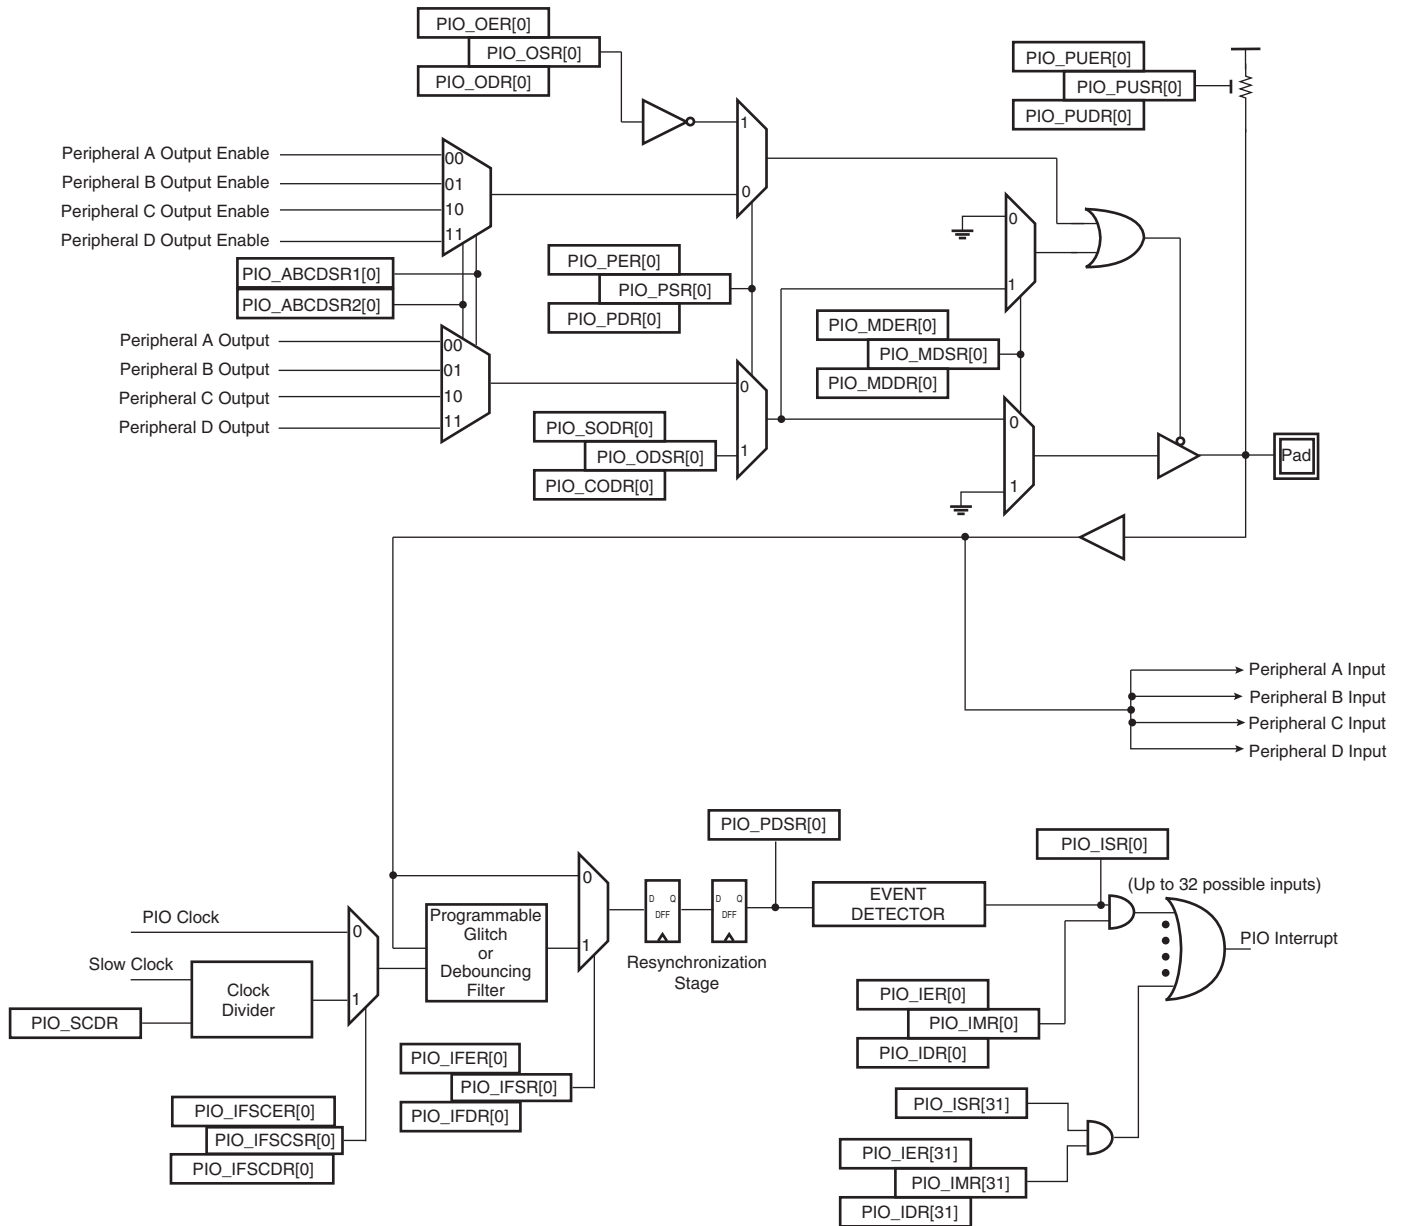 PIO_OER[0]
PIO_OSR[0]
PIO_ODR[0]
PIO_PUER[0]
PIO_PUSR[0]
PIO_PUDR[0]
1
0
Peripheral A Output Enable
Peripheral B Output Enable
Peripheral C Output Enable
Peripheral D Output Enable
00
01
10
11
0
1
PIO_ABCDSR1[0]
PIO_ABCDSR2[0]
PIO_PER[0]
PIO_PSR[0]
PIO_PDR[0]
PIO_MDER[0]
PIO_MDSR[0]
PIO_MDDR[0]
Peripheral A Output
Peripheral B Output
Peripheral C Output
Peripheral D Output
00
01
10
11
0
1
PIO_SODR[0]
PIO_ODSR[0]
PIO_CODR[0]
0
1
Pad
Peripheral A Input
Peripheral B Input
Peripheral C Input
Peripheral D Input
PIO_PDSR[0]
PIO_ISR[0]
(Up to 32 possible inputs)
0
1
D Q
DFF
D Q
DFF
Resynchronization
Stage
EVENT
DETECTOR
PIO Interrupt
PIO Clock
Slow Clock
0
1
Clock
Divider
PIO_SCDR
Programmable
Glitch
or
Debouncing
Filter
PIO_IER[0]
PIO_IMR[0]
PIO_IDR[0]
PIO_IFER[0]
PIO_IFSR[0]
PIO_IFDR[0]
PIO_IFSCER[0]
PIO_IFSCSR[0]
PIO_IFSCDR[0]
PIO_ISR[31]
PIO_IER[31]
PIO_IMR[31]
PIO_IDR[31]